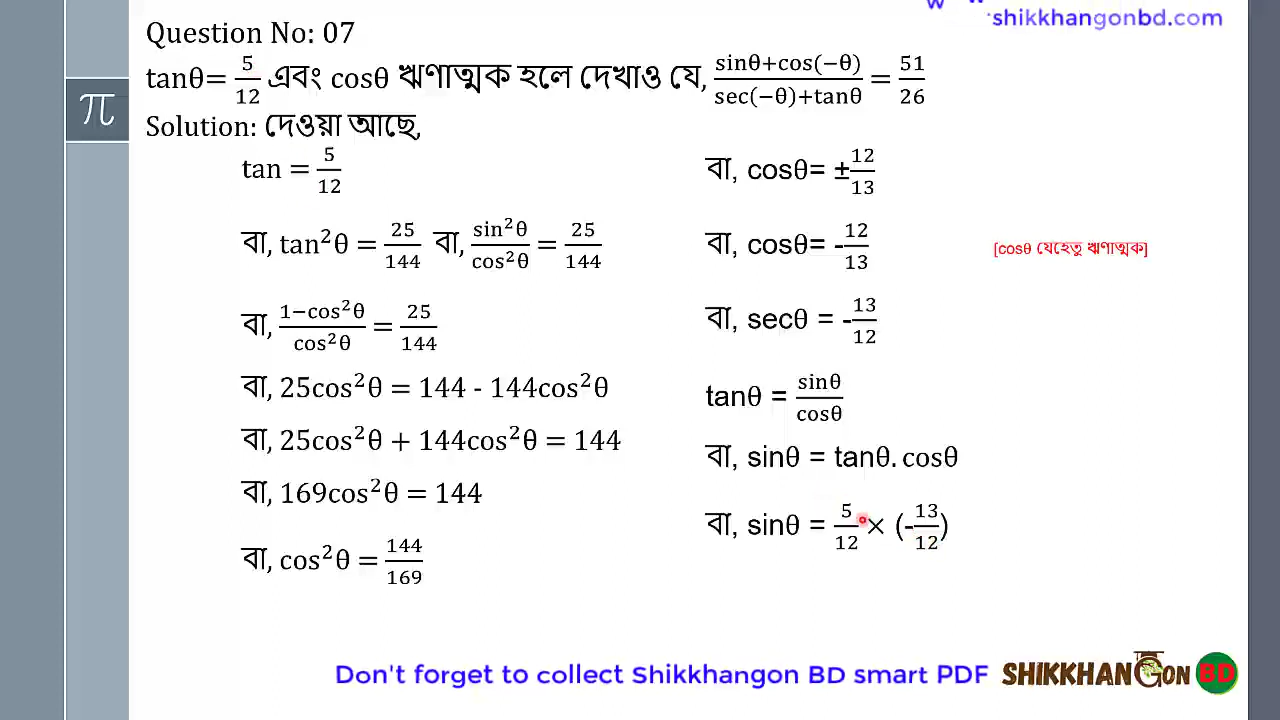 shikkhangonbd.com
Question No: 07
tanθ= 5/12 এবং cosθ ঋণাত্মক হলে দেখাও যে, (sinθ+cos(−θ))/(sec(−θ)+tanθ) = 51/26
π
Solution: দেওয়া আছে,
tan = 5/12
বা, tan²θ = 25/144 বা, sin²θ/cos²θ = 25/144
বা, (1−cos²θ)/cos²θ = 25/144
বা, 25cos²θ = 144 - 144cos²θ
বা, 25cos²θ + 144cos²θ = 144
বা, 169cos²θ = 144
বা, cos²θ = 144/169
বা, cosθ= ±12/13
বা, cosθ= -12/13 [cosθ যেহেতু ঋণাত্মক]
বা, secθ = -13/12
tanθ = sinθ/cosθ
বা, sinθ = tanθ. cosθ
বা, sinθ = 5/12 × (-13/12)
Don't forget to collect Shikkhangon BD smart PDF
SHIKKHANGON BD